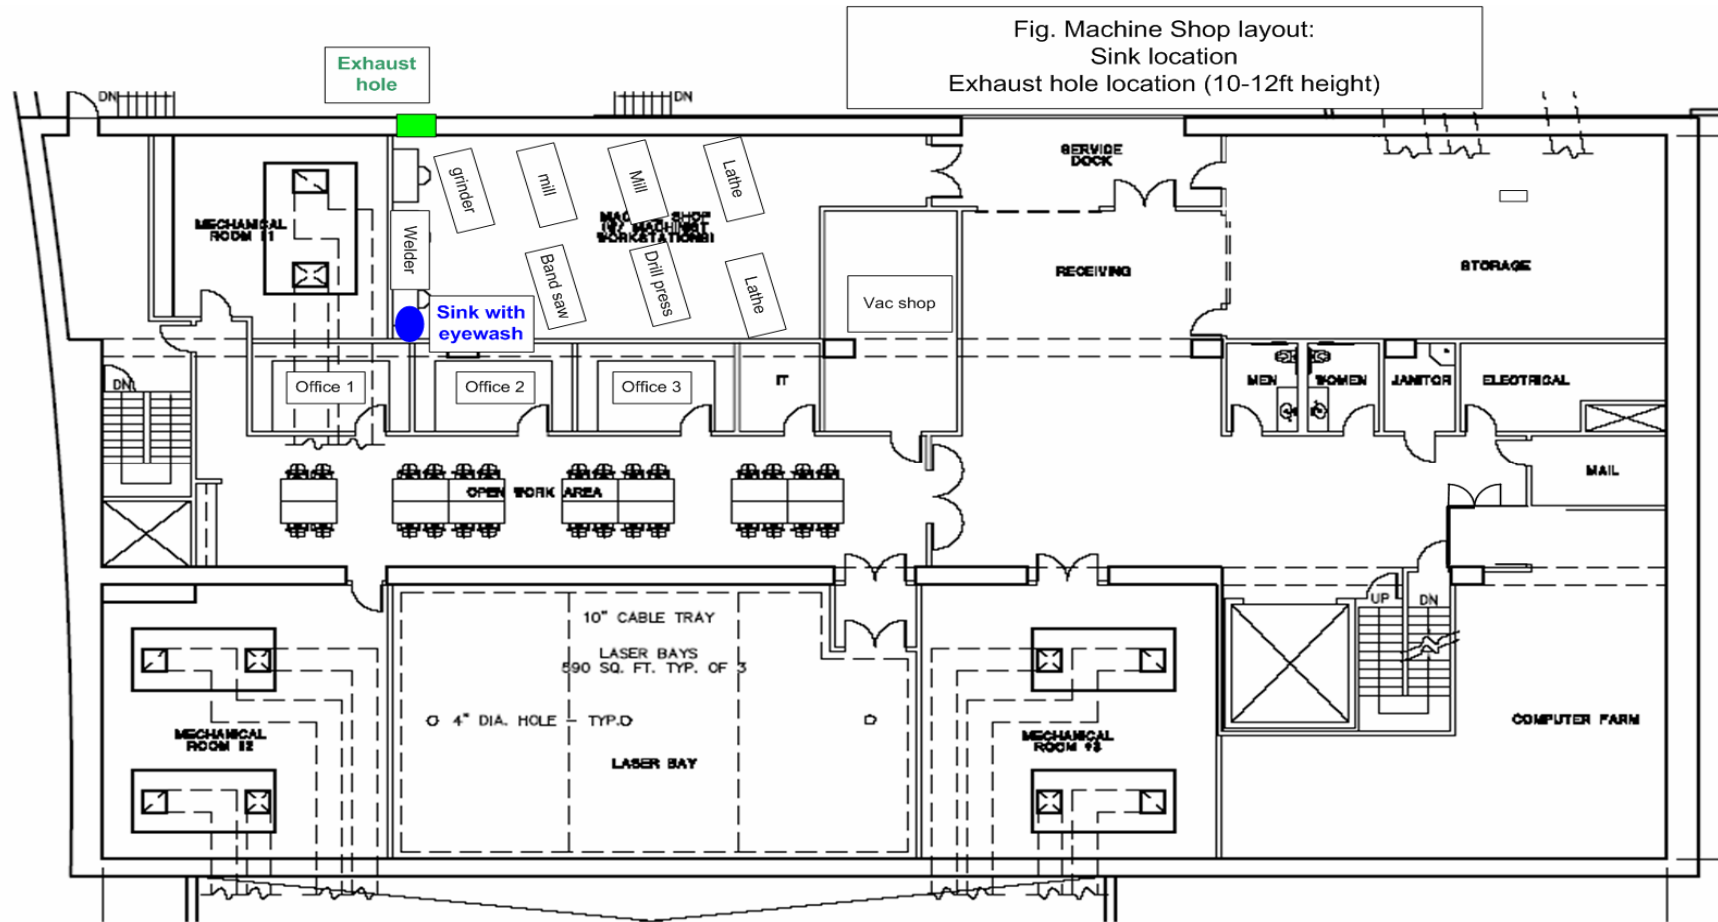 Fig. Machine Shop layout:
Sink location
Exhaust hole location (10-12ft height)
Exhaust
hole
DN
DN
SERVICE
DOCK
grinder
mill
Mill
Lathe
MECHANICAL
ROOM #1
MACHINE SHOP
(W/ MACHINIST
WORKSTATIONS)
Welder
Band saw
Drill press
Lathe
Vac shop
RECEIVING
STORAGE
Sink with
eyewash
Office 1
Office 2
Office 3
IT
MEN
WOMEN
JANITOR
ELECTRICAL
DN
OPEN WORK AREA
MAIL
UP
DN
10" CABLE TRAY
LASER BAYS
590 SQ. FT. TYP. OF 3
4" DIA. HOLE - TYP.
MECHANICAL
ROOM #2
LASER BAY
MECHANICAL
ROOM #3
COMPUTER FARM